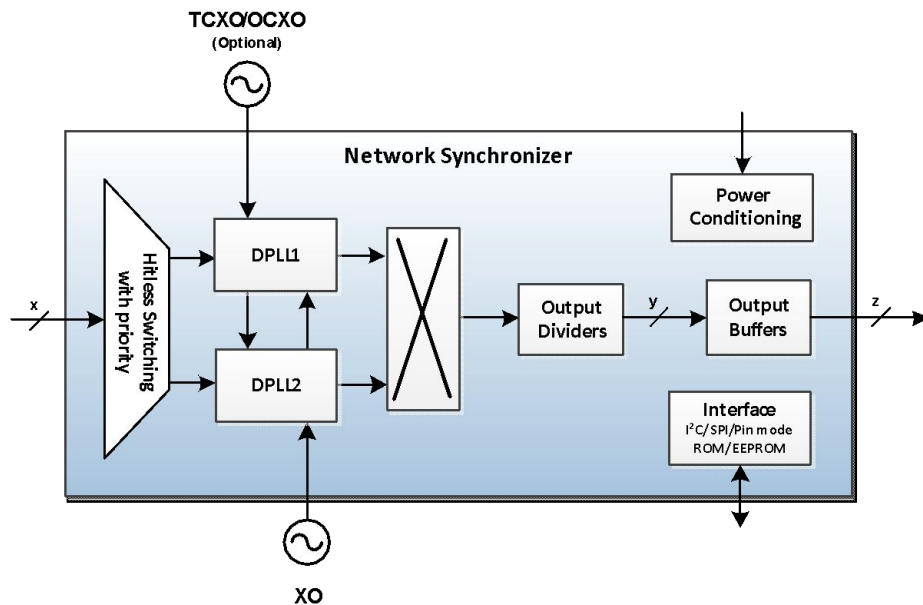 TCXO/OCXO
(Optional)
Network Synchronizer
Power
Conditioning
Hitless Switching
with priority
DPLL1
x
Output
Dividers
y
Output
Buffers
z
DPLL2
Interface
I²C/SPI/Pin mode
ROM/EEPROM
XO